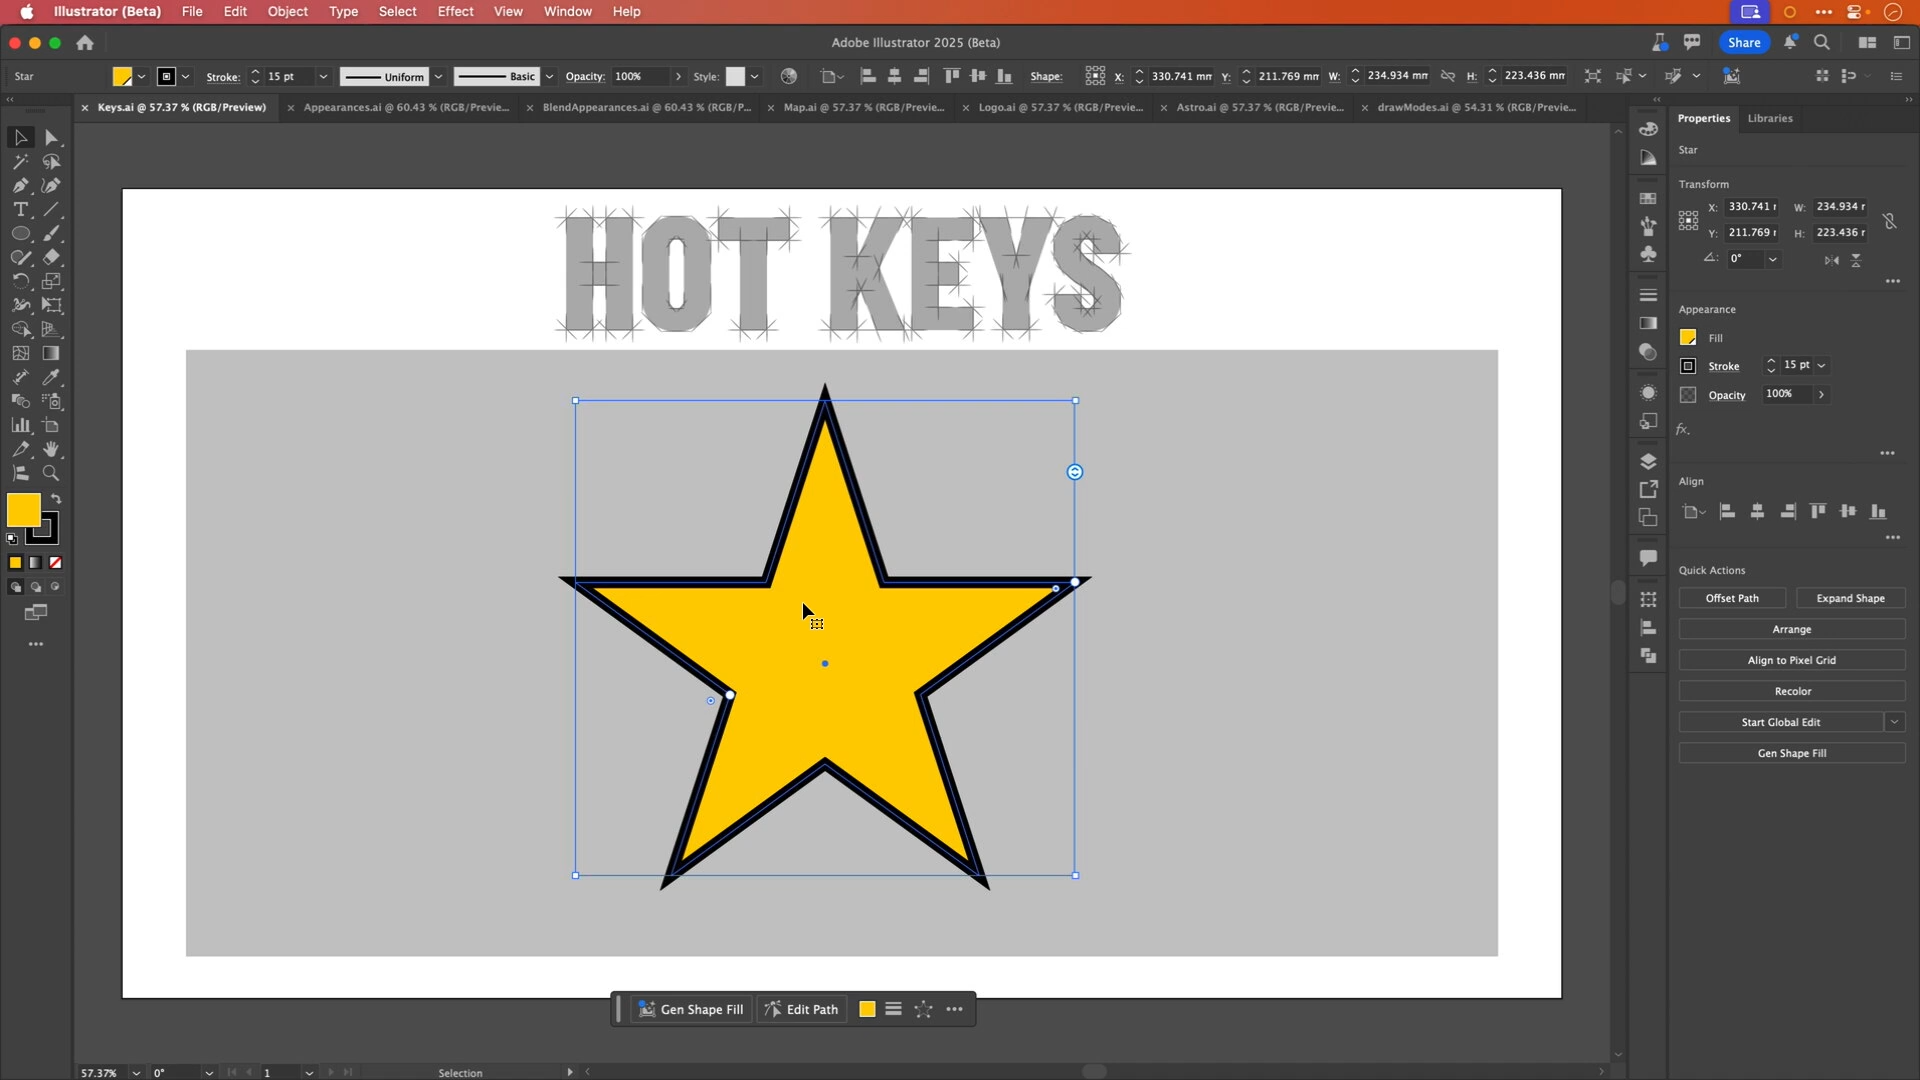 Illustrator (Beta) File Edit Object Type Select Effect View Window Help
Adobe Illustrator 2025 (Beta)
Share
Star
Stroke: 15 pt
Uniform
Basic
Opacity: 100%
Style:
Shape:
X: 330.741 mm
Y: 211.769 mm
W: 234.934 mm
H: 223.436 mm
Keys.ai @ 57.37 % (RGB/Preview)
Appearances.ai @ 60.43 % (RGB/Previe...
BlendAppearances.ai @ 60.43 % (RGB/P...
Map.ai @ 57.37 % (RGB/Previe...
Logo.ai @ 57.37 % (RGB/Previe...
Astro.ai @ 57.37 % (RGB/Previe...
drawModes.ai @ 54.31 % (RGB/Previe...
HOT KEYS
Properties Libraries
Star
Transform
X: 330.741 r W: 234.934 r
Y: 211.769 r H: 223.436 r
0°
Appearance
Fill
Stroke 15 pt
Opacity 100%
fx.
Align
Quick Actions
Offset Path Expand Shape
Arrange
Align to Pixel Grid
Recolor
Start Global Edit
Gen Shape Fill
Gen Shape Fill Edit Path
57.37% 0° 1 Selection